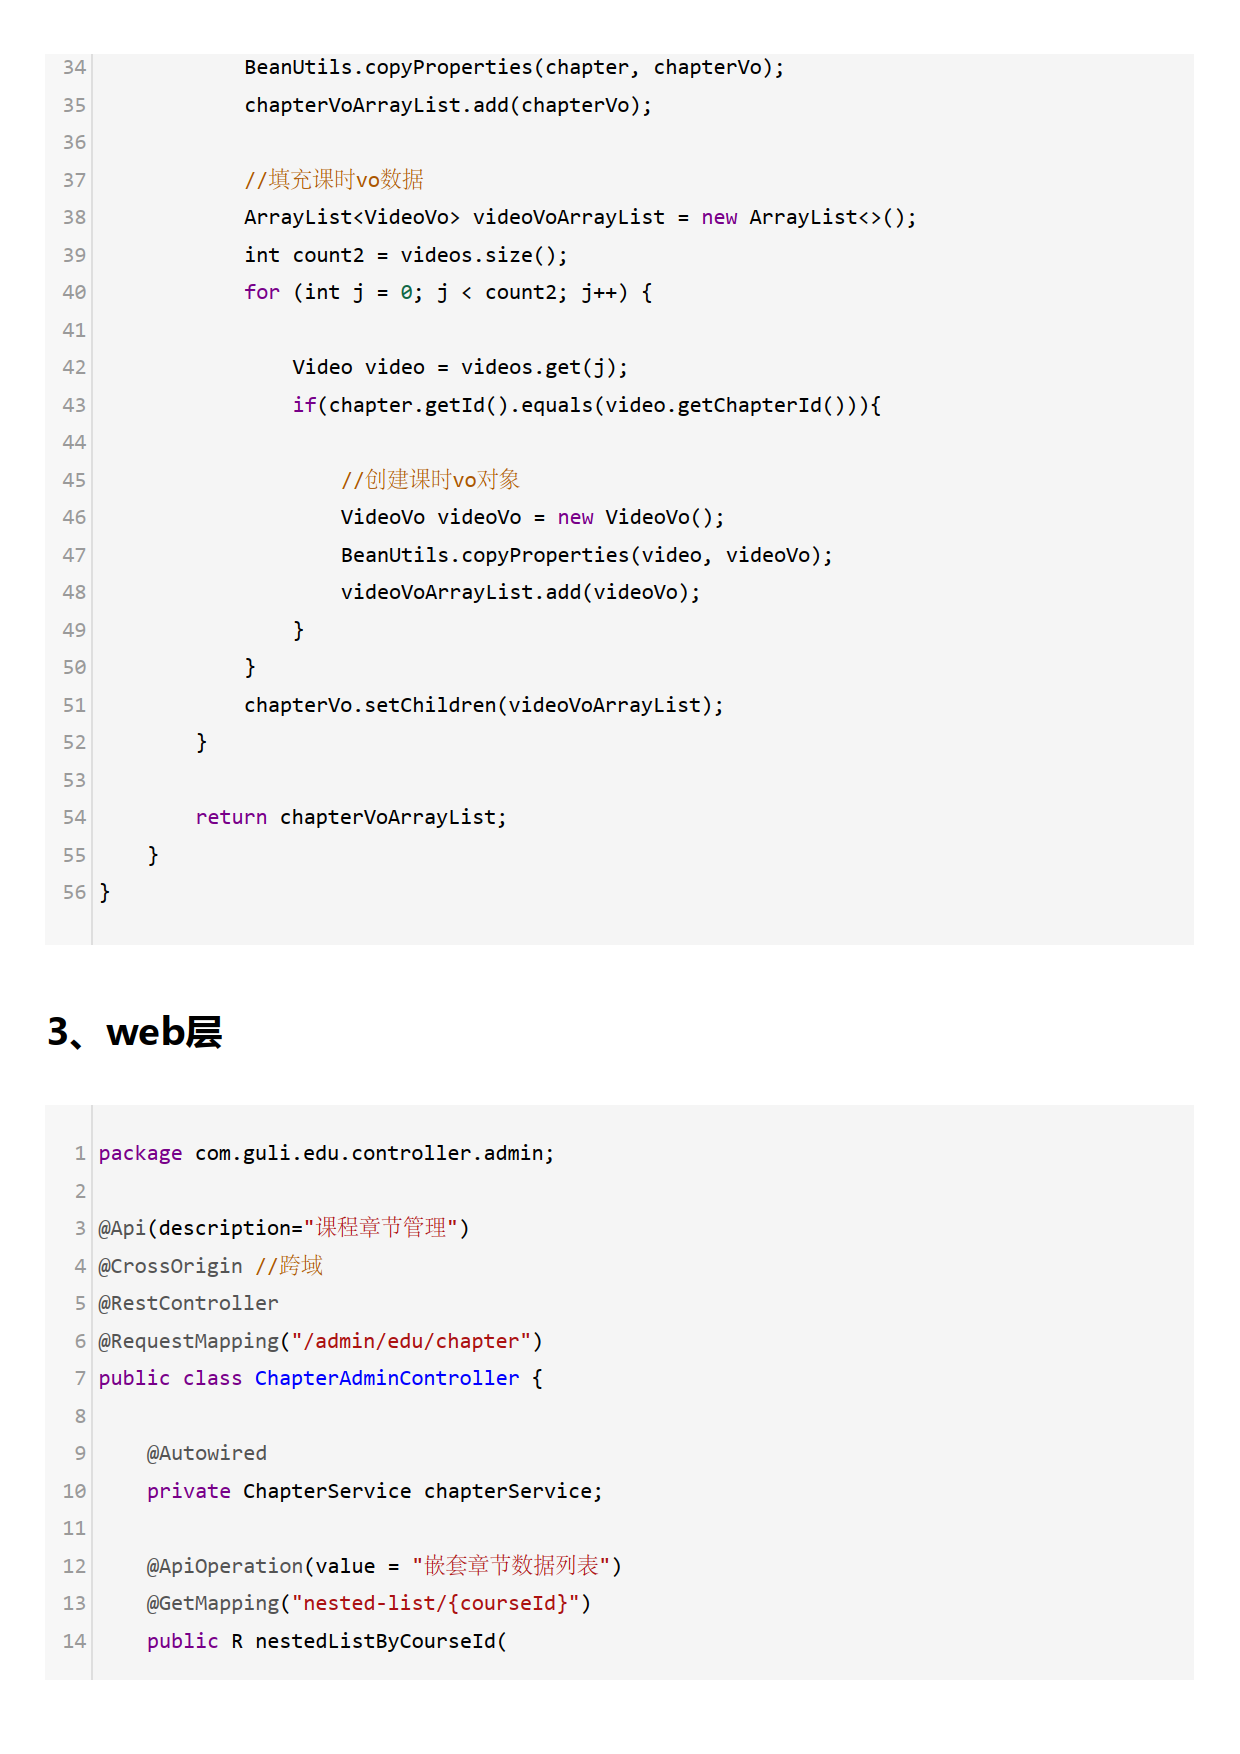 34 BeanUtils.copyProperties(chapter, chapterVo);
35 chapterVoArrayList.add(chapterVo);
36
37 //填充课时vo数据
38 ArrayList<VideoVo> videoVoArrayList = new ArrayList<>();
39 int count2 = videos.size();
40 for (int j = 0; j < count2; j++) {
41
42 Video video = videos.get(j);
43 if(chapter.getId().equals(video.getChapterId())){
44
45 //创建课时vo对象
46 VideoVo videoVo = new VideoVo();
47 BeanUtils.copyProperties(video, videoVo);
48 videoVoArrayList.add(videoVo);
49 }
50 }
51 chapterVo.setChildren(videoVoArrayList);
52 }
53
54 return chapterVoArrayList;
55 }
56 }
3、web层
1 package com.guli.edu.controller.admin;
2
3 @Api(description="课程章节管理")
4 @CrossOrigin //跨域
5 @RestController
6 @RequestMapping("/admin/edu/chapter")
7 public class ChapterAdminController {
8
9 @Autowired
10 private ChapterService chapterService;
11
12 @ApiOperation(value = "嵌套章节数据列表")
13 @GetMapping("nested-list/{courseId}")
14 public R nestedListByCourseId(